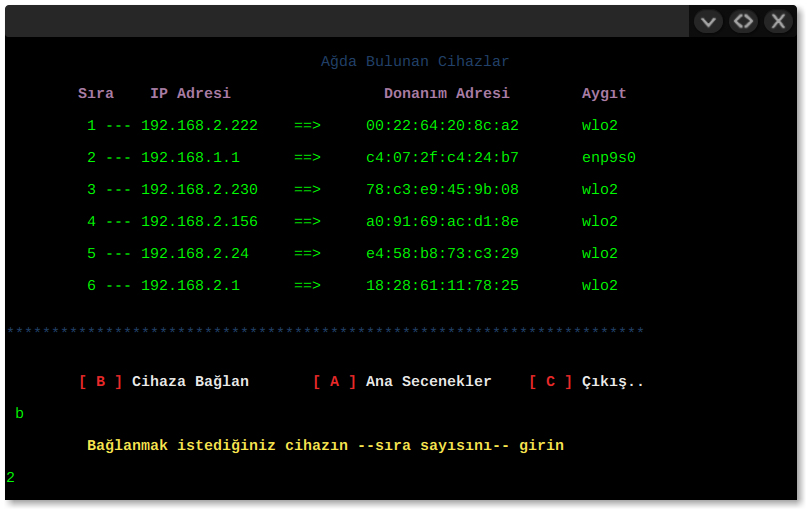 Ağda Bulunan Cihazlar
Sıra IP Adresi Donanım Adresi Aygıt
1 --- 192.168.2.222 ==> 00:22:64:20:8c:a2 wlo2
2 --- 192.168.1.1 ==> c4:07:2f:c4:24:b7 enp9s0
3 --- 192.168.2.230 ==> 78:c3:e9:45:9b:08 wlo2
4 --- 192.168.2.156 ==> a0:91:69:ac:d1:8e wlo2
5 --- 192.168.2.24 ==> e4:58:b8:73:c3:29 wlo2
6 --- 192.168.2.1 ==> 18:28:61:11:78:25 wlo2
***********************************************************************
[ B ] Cihaza Bağlan [ A ] Ana Secenekler [ C ] Çıkış..
b
Bağlanmak istediğiniz cihazın --sıra sayısını-- girin
2